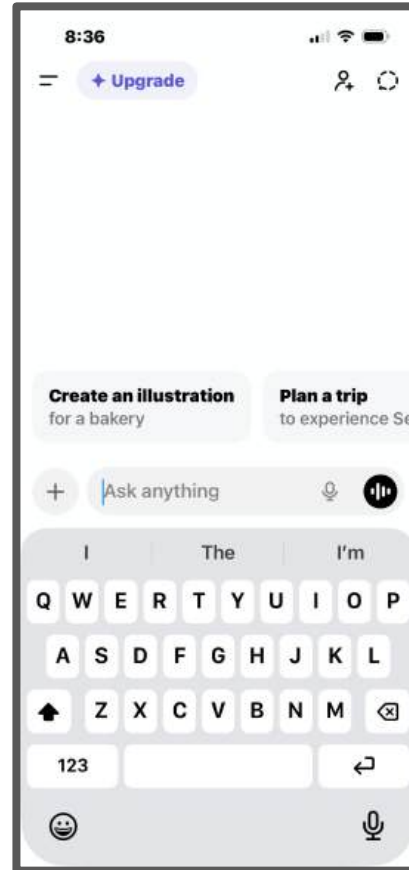 8:36
Upgrade
Create an illustration
for a bakery
Plan a trip
to experience Se
Ask anything
I The I'm
Q W E R T Y U I O P
A S D F G H J K L
Z X C V B N M
123